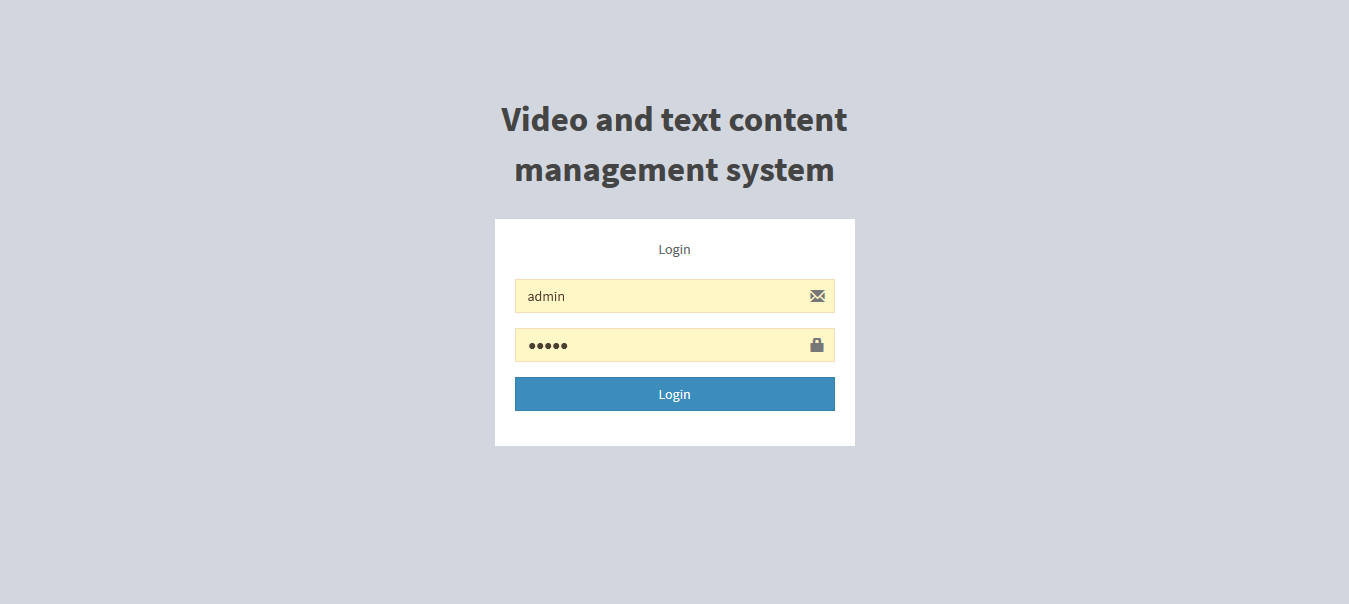 Video and text content
management system
Login
admin
•••••
Login